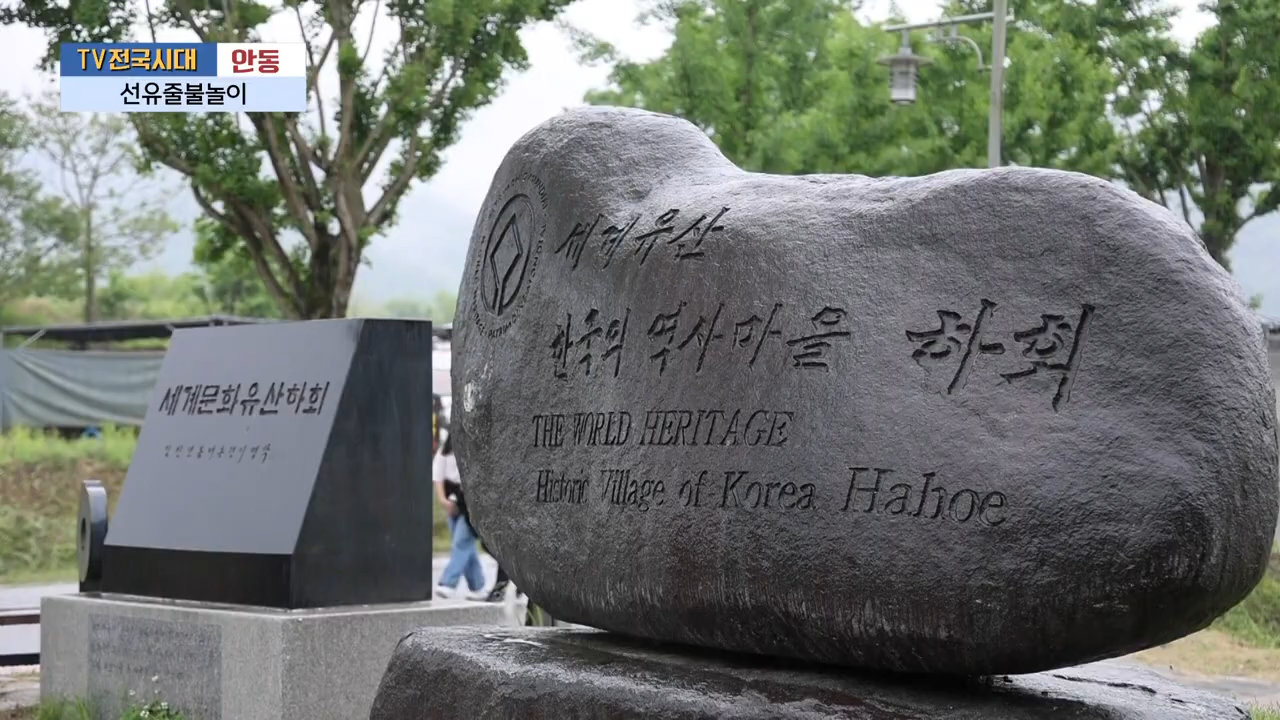 TV전국시대 안동
선유줄불놀이
세계유산
한국의 역사마을 하회
THE WORLD HERITAGE
Historic Village of Korea Hahoe
세계문화유산하회